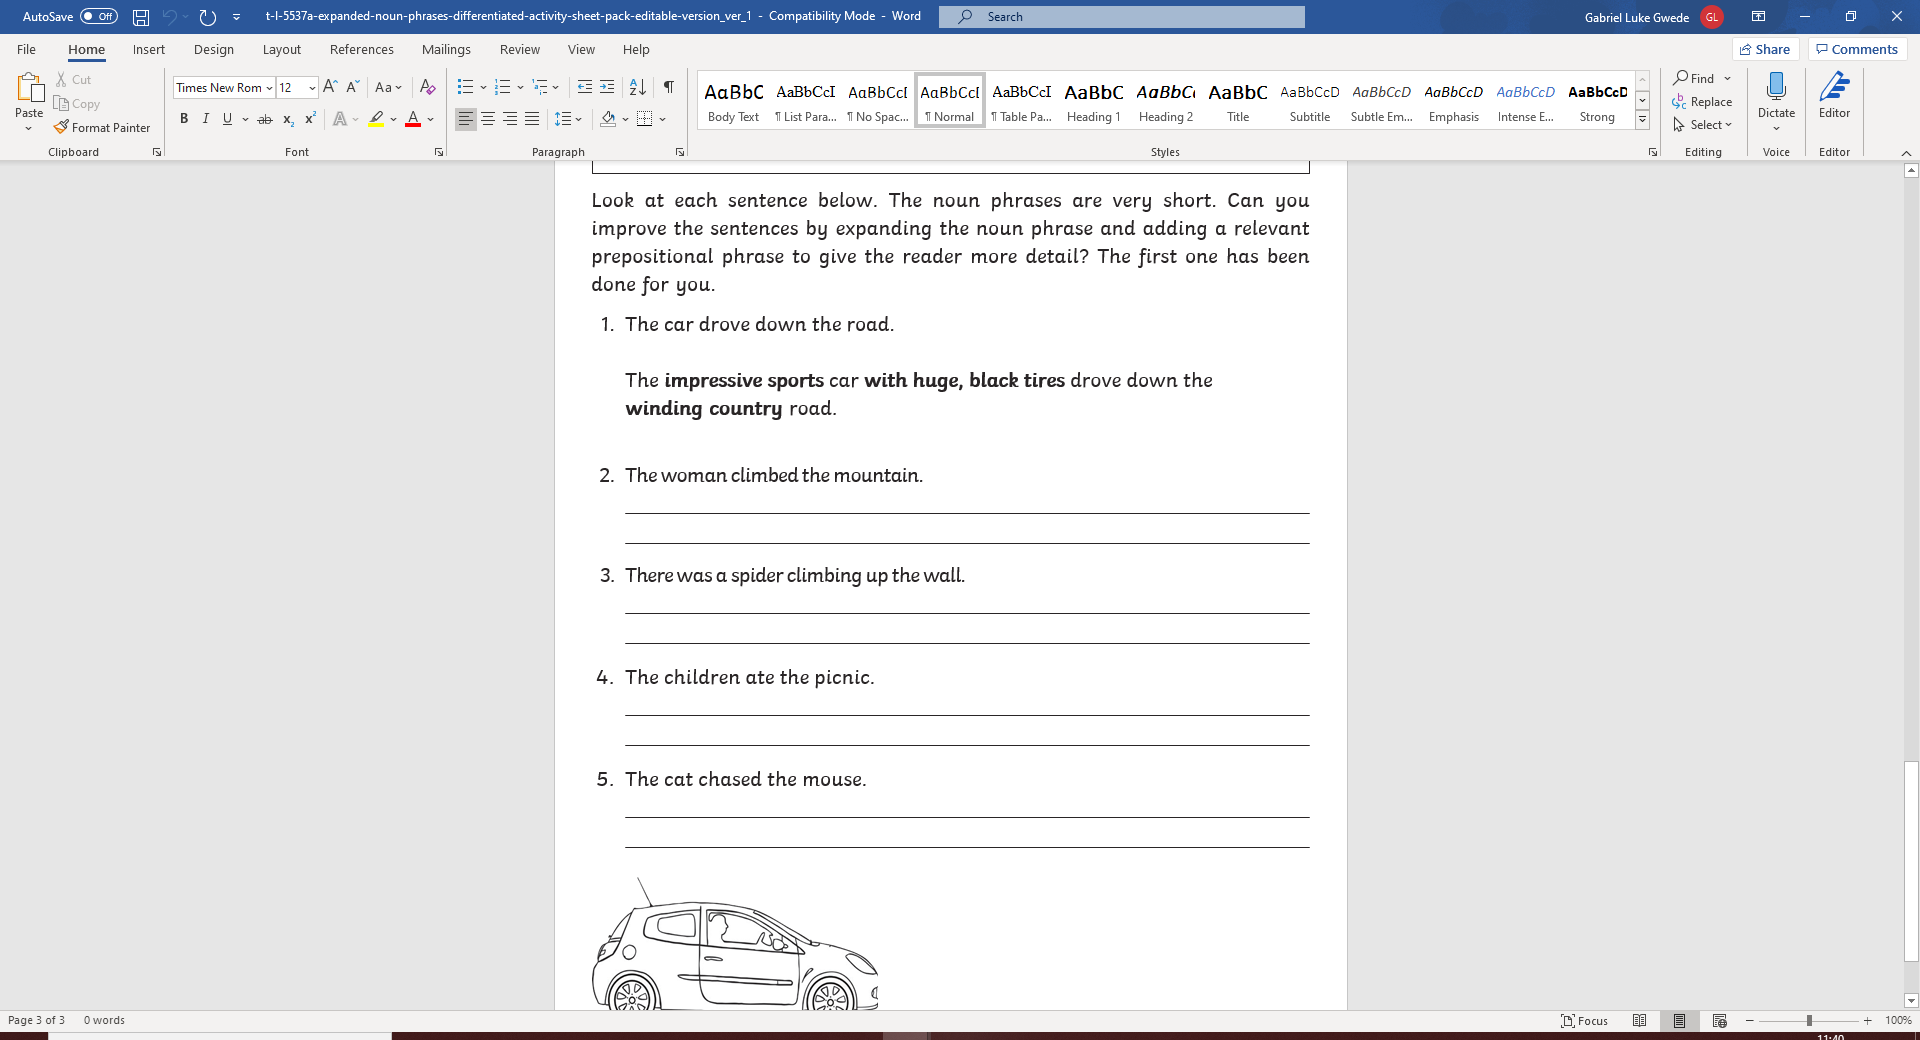 AutoSave Off t-l-5537a-expanded-noun-phrases-differentiated-activity-sheet-pack-editable-version_ver_1 - Compatibility Mode - Word Search Gabriel Luke Gwede GL
File Home Insert Design Layout References Mailings Review View Help Share Comments
Paste Cut Copy Format Painter
Clipboard
Times New Rom 12 Aa
B I U ab x₂ x² A A
Font
Paragraph
AaBbC AaBbCcI AaBbCcI AaBbCcI AaBbCcI AaBbC AaBbCc AaBbC AaBbCcD AaBbCcD AaBbCcD AaBbCcD AaBbCcD
Body Text ¶ List Para... ¶ No Spac... ¶ Normal ¶ Table Pa... Heading 1 Heading 2 Title Subtitle Subtle Em... Emphasis Intense E... Strong
Styles
Find
Replace
Select
Editing
Dictate
Voice
Editor
Editor
Look at each sentence below. The noun phrases are very short. Can you
improve the sentences by expanding the noun phrase and adding a relevant
prepositional phrase to give the reader more detail? The first one has been
done for you.
1. The car drove down the road.
The impressive sports car with huge, black tires drove down the
winding country road.
2. The woman climbed the mountain.
3. There was a spider climbing up the wall.
4. The children ate the picnic.
5. The cat chased the mouse.
Page 3 of 3 0 words Focus 100%